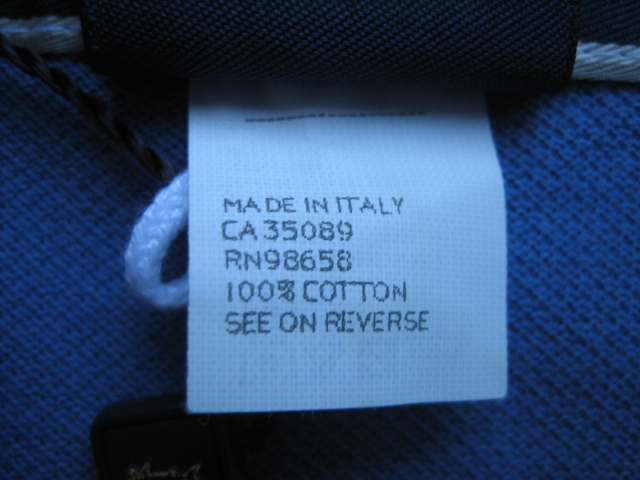 MADE IN ITALY
CA35089
RN98658
100% COTTON
SEE ON REVERSE